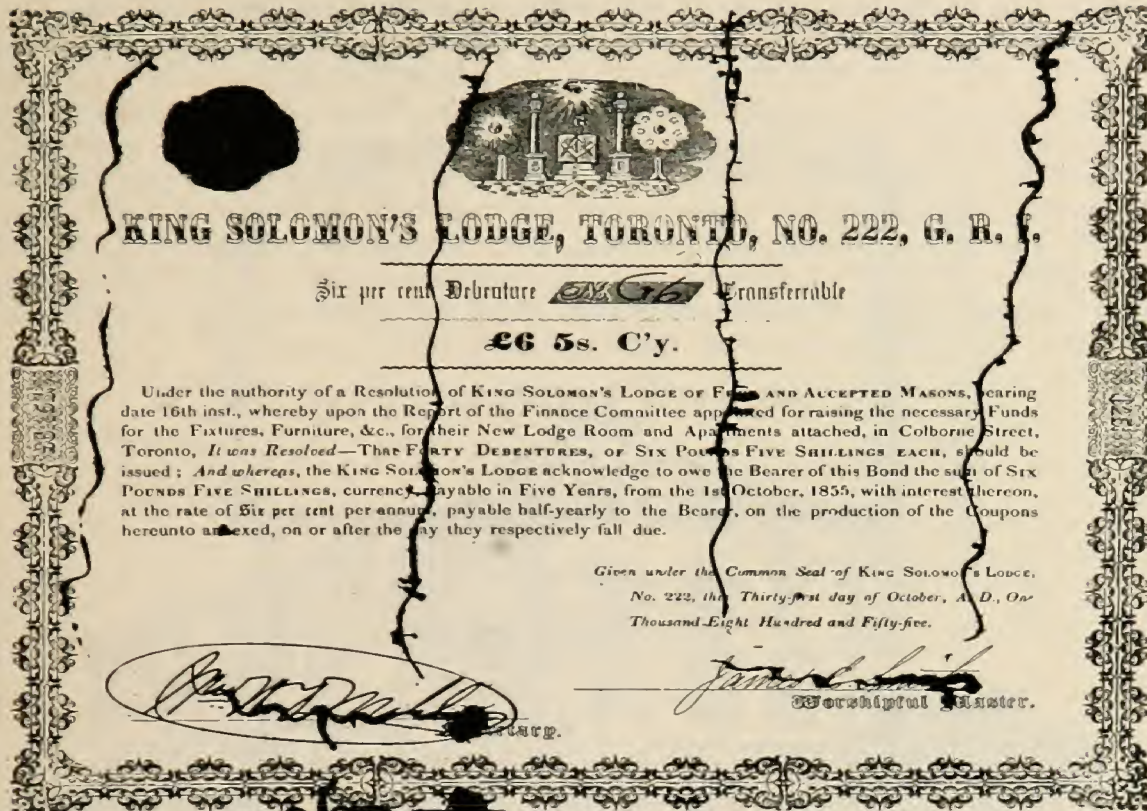 KING SOLOMON'S LODGE, TORONTO, NO. 222, G. R. I.
Six per cent Debenture No. Transferrable
£6 5s. C'y.
Under the authority of a Resolution of KING SOLOMON'S LODGE OF FREE AND ACCEPTED MASONS, bearing
date 16th inst., whereby upon the Report of the Finance Committee appointed for raising the necessary Funds
for the Fixtures, Furniture, &c., for their New Lodge Room and Apartments attached, in Colborne Street,
Toronto, It was Resolved—That FORTY DEBENTURES, OF SIX POUNDS FIVE SHILLINGS EACH, should be
issued; And whereas, the KING SOLOMON'S LODGE acknowledge to owe the Bearer of this Bond the sum of SIX
POUNDS FIVE SHILLINGS, currency, payable in Five Years, from the 1st October, 1855, with interest thereon,
at the rate of Six per cent per annum, payable half-yearly to the Bearer, on the production of the Coupons
hereunto annexed, on or after the day they respectively fall due.
Given under the Common Seal of KING SOLOMON'S LODGE,
No. 222, this Thirty-first day of October, A. D., One
Thousand Eight Hundred and Fifty-five.
James Smith
Worshipful Master.
Secretary.